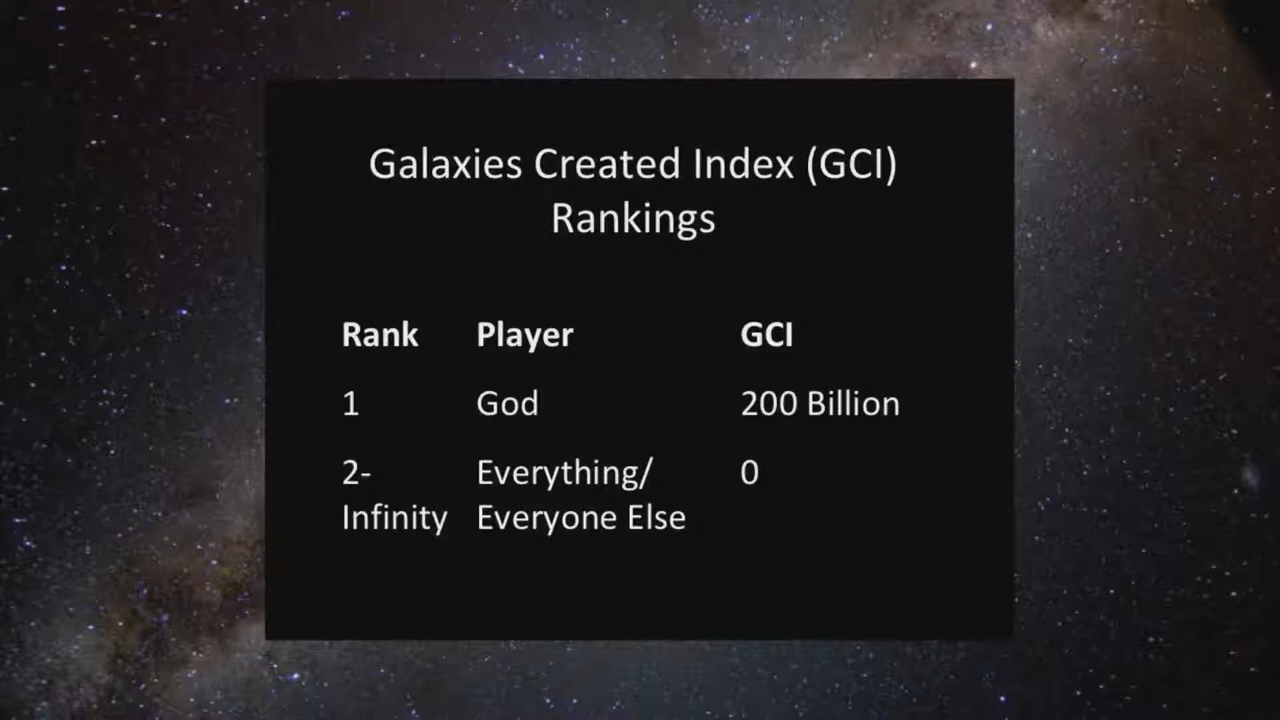 Galaxies Created Index (GCI)
Rankings
Rank Player GCI
1 God 200 Billion
2- Everything/ 0
Infinity Everyone Else